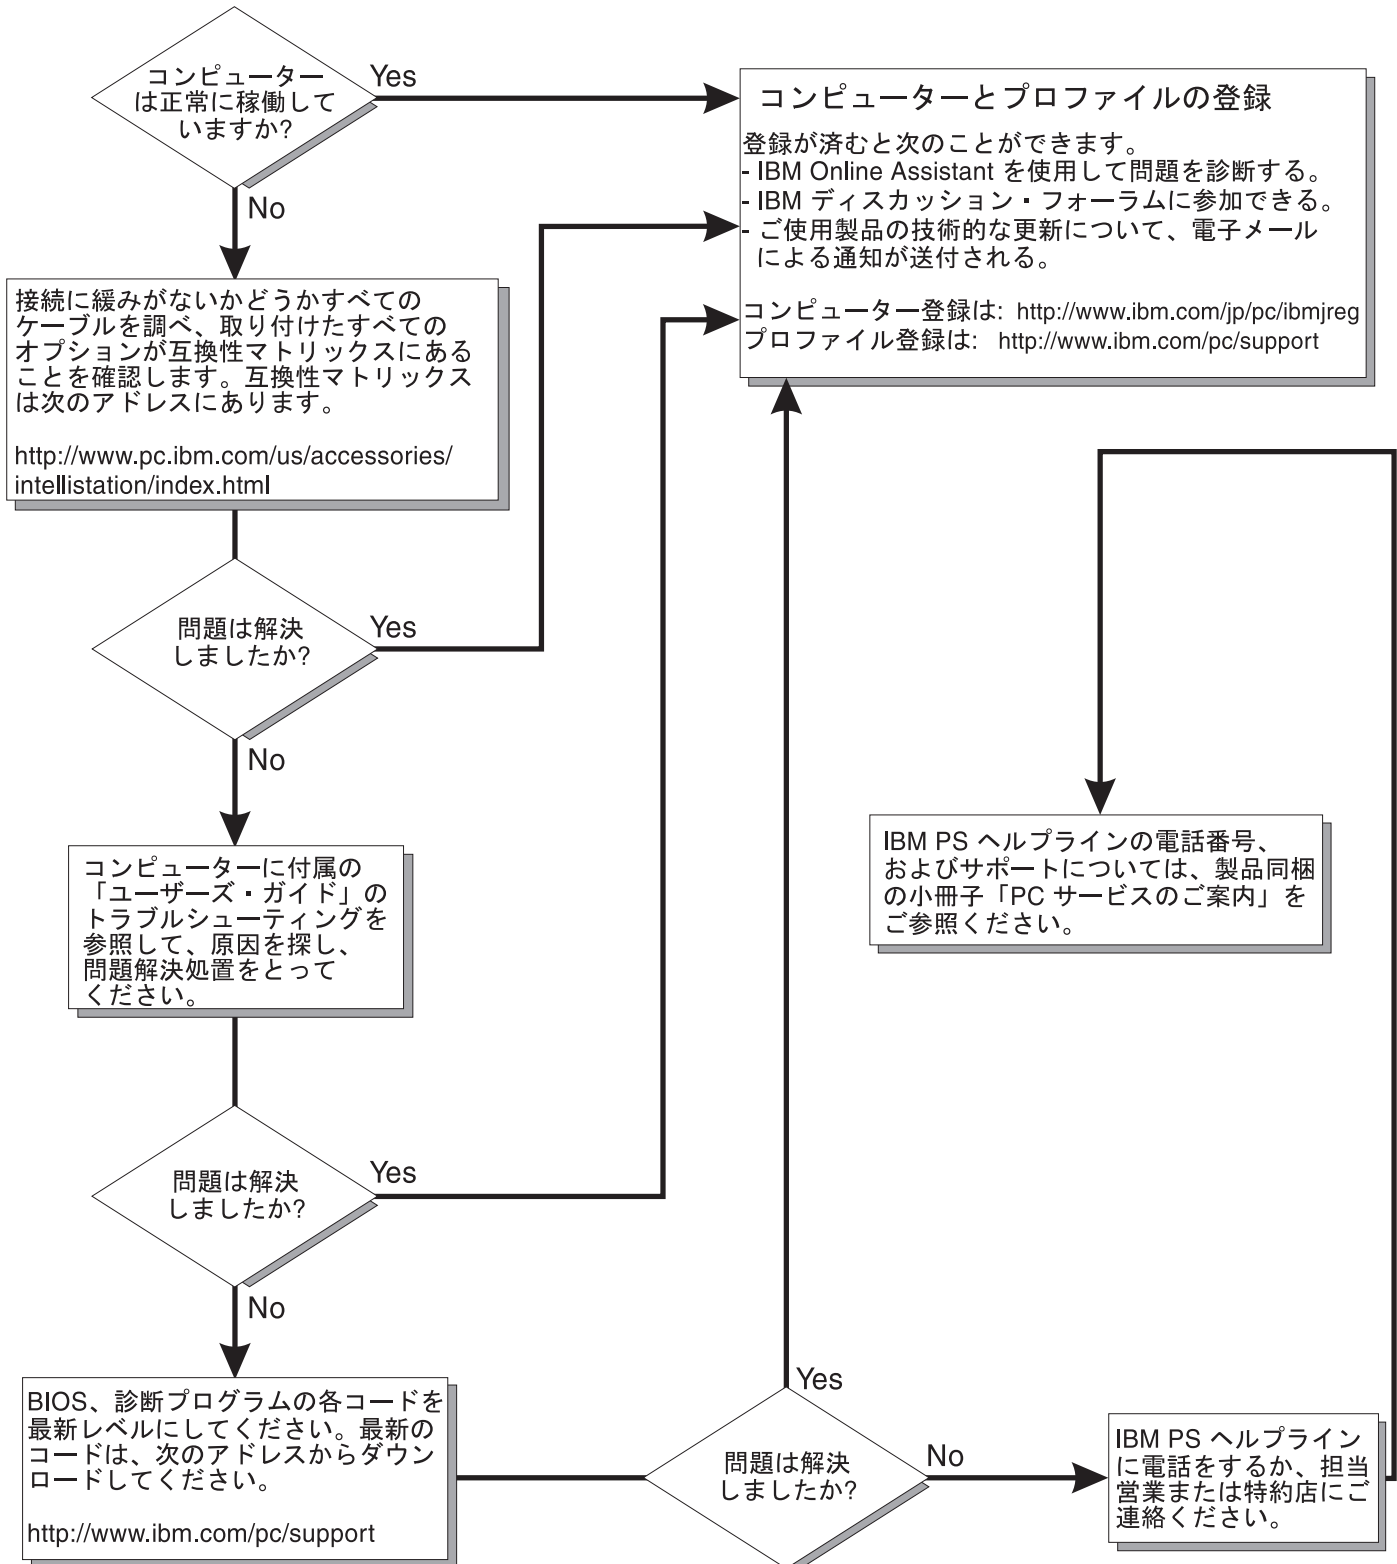 コンピューター
は正常に稼働して
いますか?
Yes
No
コンピューターとプロファイルの登録
登録が済むと次のことができます。
- IBM Online Assistant を使用して問題を診断する。
- IBM ディスカッション・フォーラムに参加できる。
- ご使用製品の技術的な更新について、電子メール
による通知が送付される。
コンピューター登録は: http://www.ibm.com/jp/pc/ibmjreg
プロファイル登録は: http://www.ibm.com/pc/support
接続に緩みがないかどうかすべての
ケーブルを調べ、取り付けたすべての
オプションが互換性マトリックスにある
ことを確認します。互換性マトリックス
は次のアドレスにあります。
http://www.pc.ibm.com/us/accessories/
intellistation/index.html
問題は解決
しましたか?
Yes
No
コンピューターに付属の
「ユーザーズ・ガイド」の
トラブルシューティングを
参照して、原因を探し、
問題解決処置をとって
ください。
IBM PS ヘルプラインの電話番号、
およびサポートについては、製品同梱
の小冊子「PC サービスのご案内」を
ご参照ください。
問題は解決
しましたか?
Yes
No
BIOS、診断プログラムの各コードを
最新レベルにしてください。最新の
コードは、次のアドレスからダウン
ロードしてください。
http://www.ibm.com/pc/support
問題は解決
しましたか?
Yes
No
IBM PS ヘルプライン
に電話をするか、担当
営業または特約店にご
連絡ください。